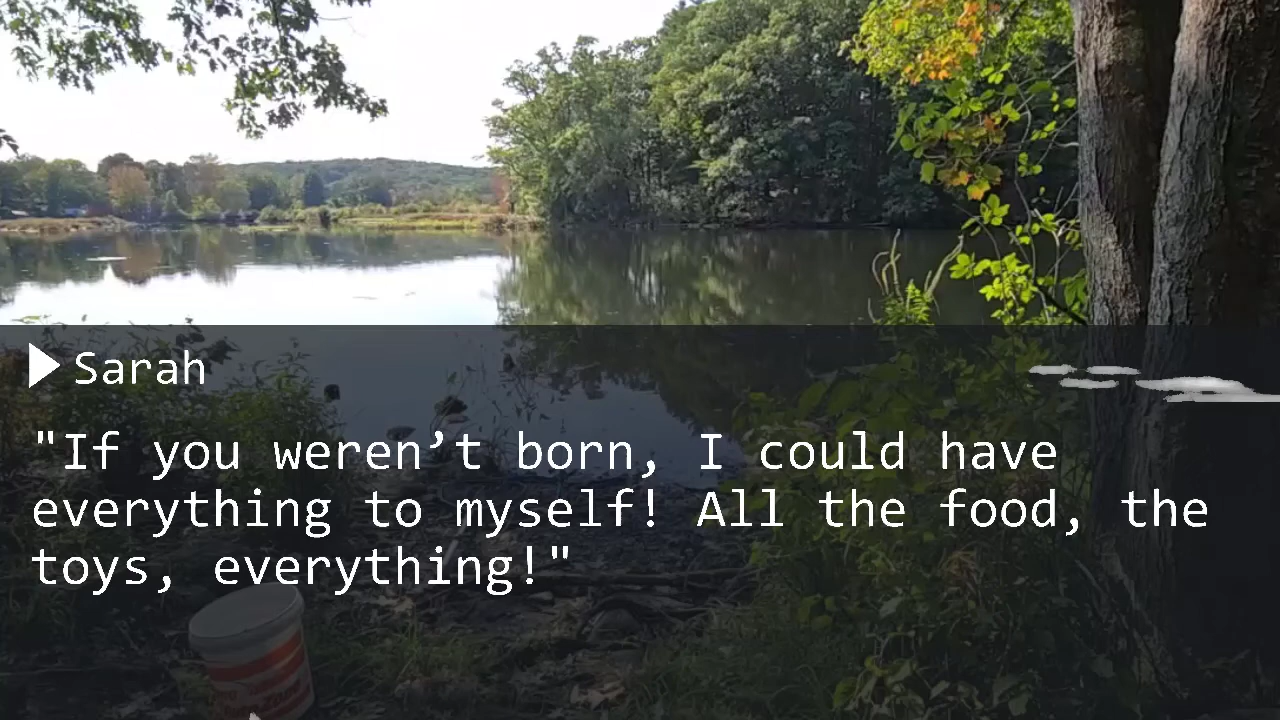 Sarah
"If you weren’t born, I could have
everything to myself! All the food, the
toys, everything!"